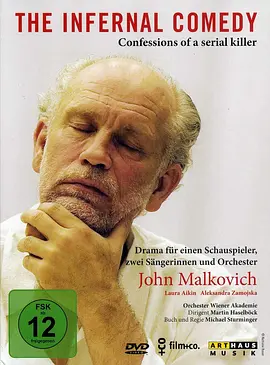 THE INFERNAL COMEDY
Confessions of a serial killer
Drama für einen Schauspieler,
zwei Sängerinnen und Orchester
John Malkovich
Laura Aikin Aleksandra Zamojska
Orchester Wiener Akademie
Dirigent Martin Haselböck
Buch und Regie Michael Sturminger
FSK
ab
12
freigegeben
DVD
film+co.
ARTHAUS
MUSIK